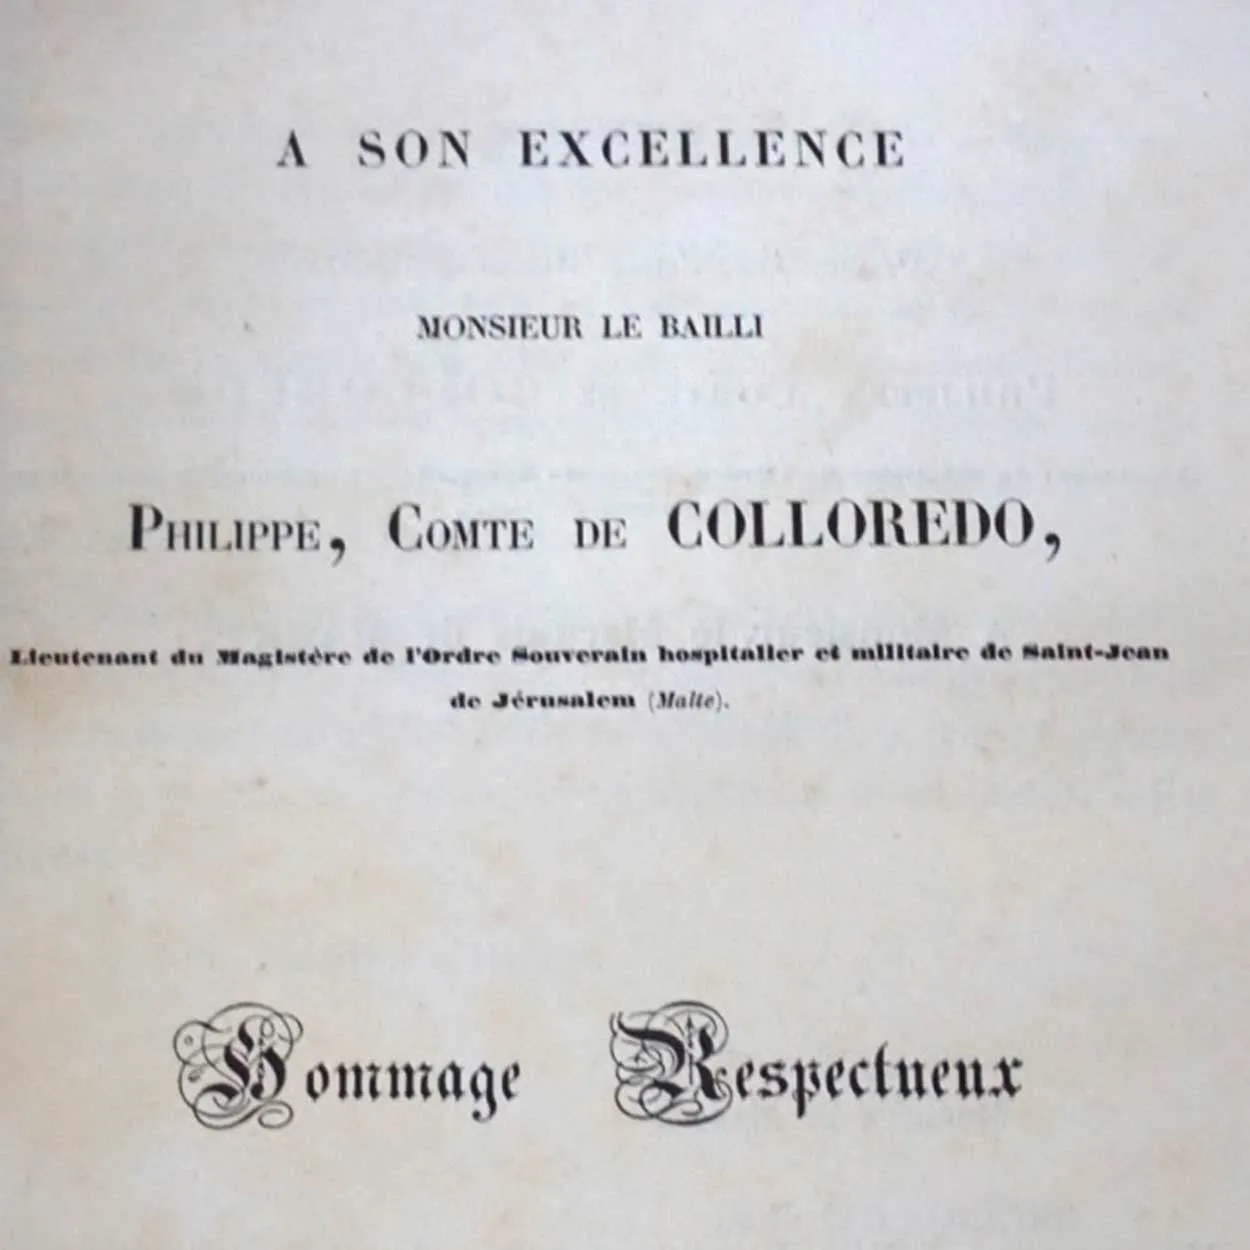 A SON EXCELLENCE
MONSIEUR LE BAILLI
PHILIPPE, COMTE DE COLLOREDO,
Lieutenant du Magistère de l'Ordre Souverain hospitalier et militaire de Saint-Jean
de Jérusalem (Malte).
Hommage Respectueux